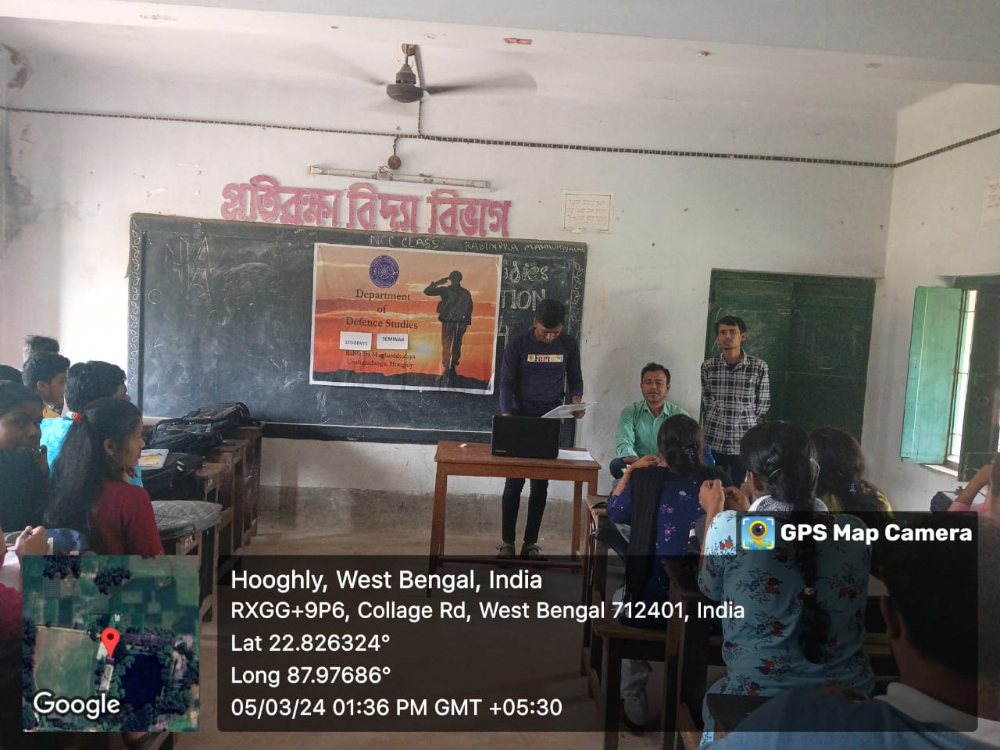 প্রতিরক্ষা বিদ্যা বিভাগ
NCC CLASS RABINDRA MAHAVIDYALAY
Department
of
Defence Studies
STUDENTS SEMINAR
Rabindra Mahavidyalaya
Champadanga, Hooghly
GPS Map Camera
Hooghly, West Bengal, India
RXGG+9P6, Collage Rd, West Bengal 712401, India
Lat 22.826324°
Long 87.97686°
05/03/24 01:36 PM GMT +05:30
Google